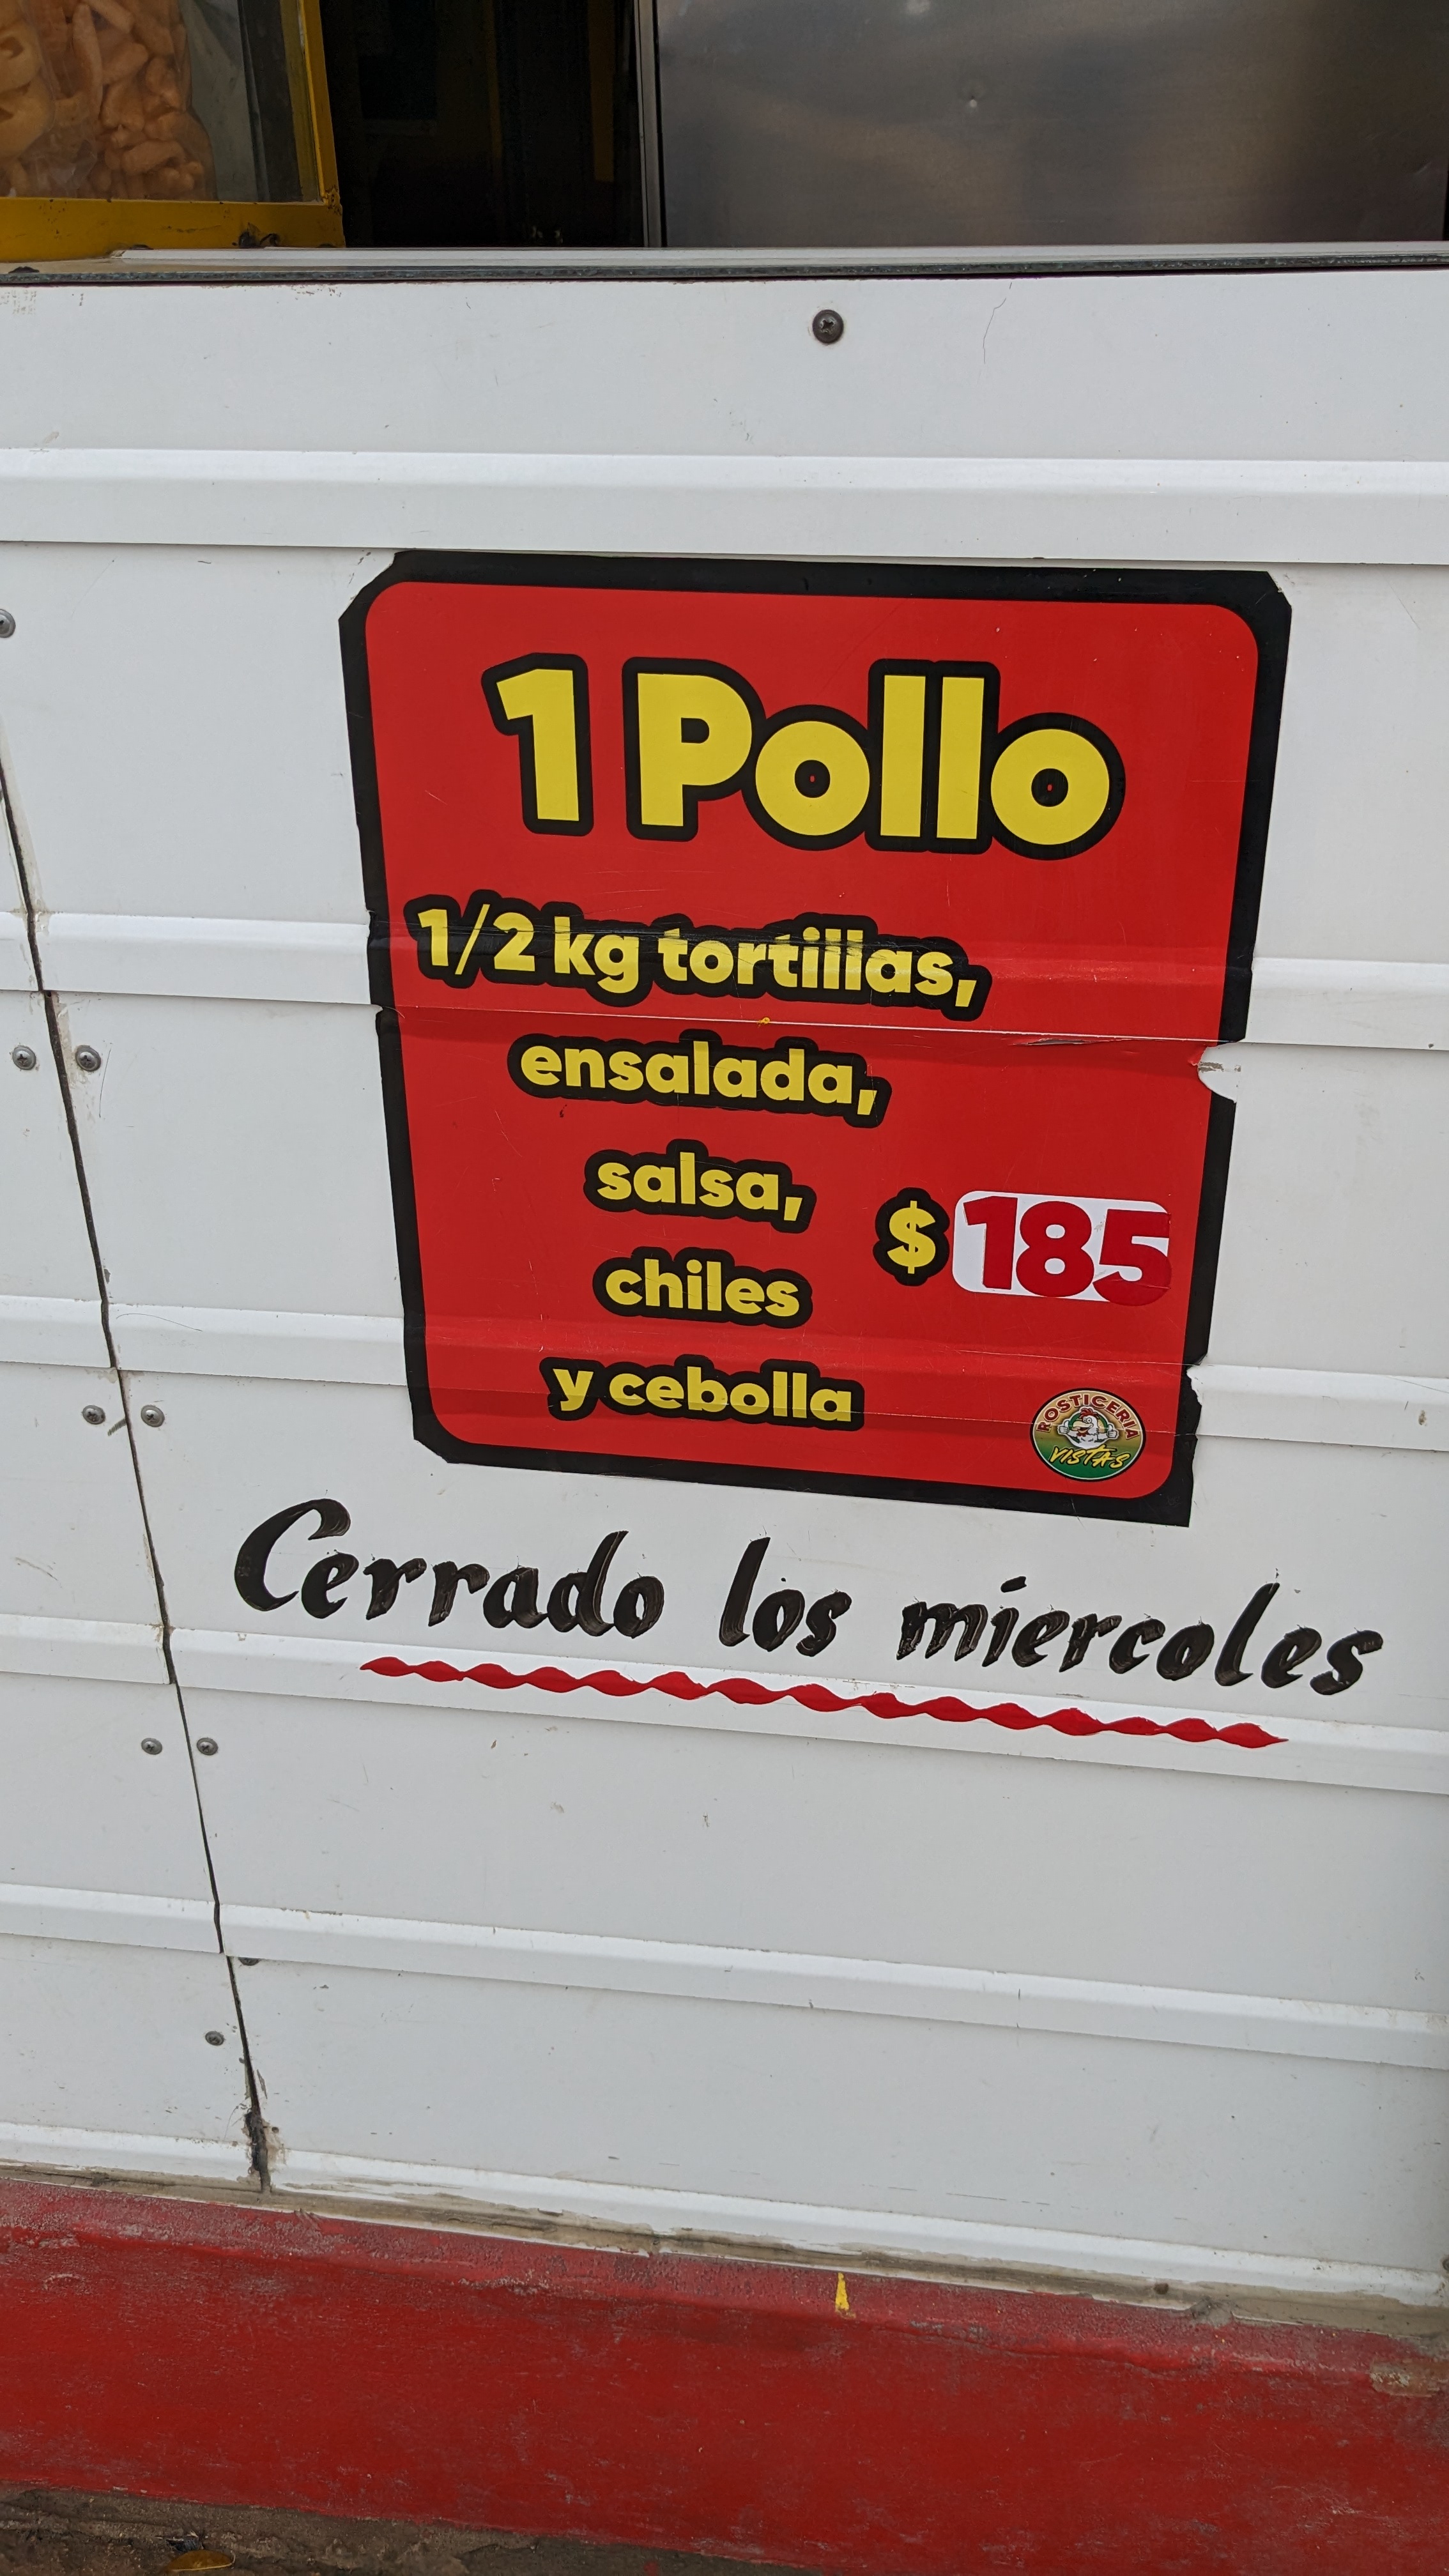 1 Pollo
1/2 kg tortillas,
ensalada,
salsa,
chiles
y cebolla
$ 185
ROSTICERIA
VISTAS
Cerrado los miercoles